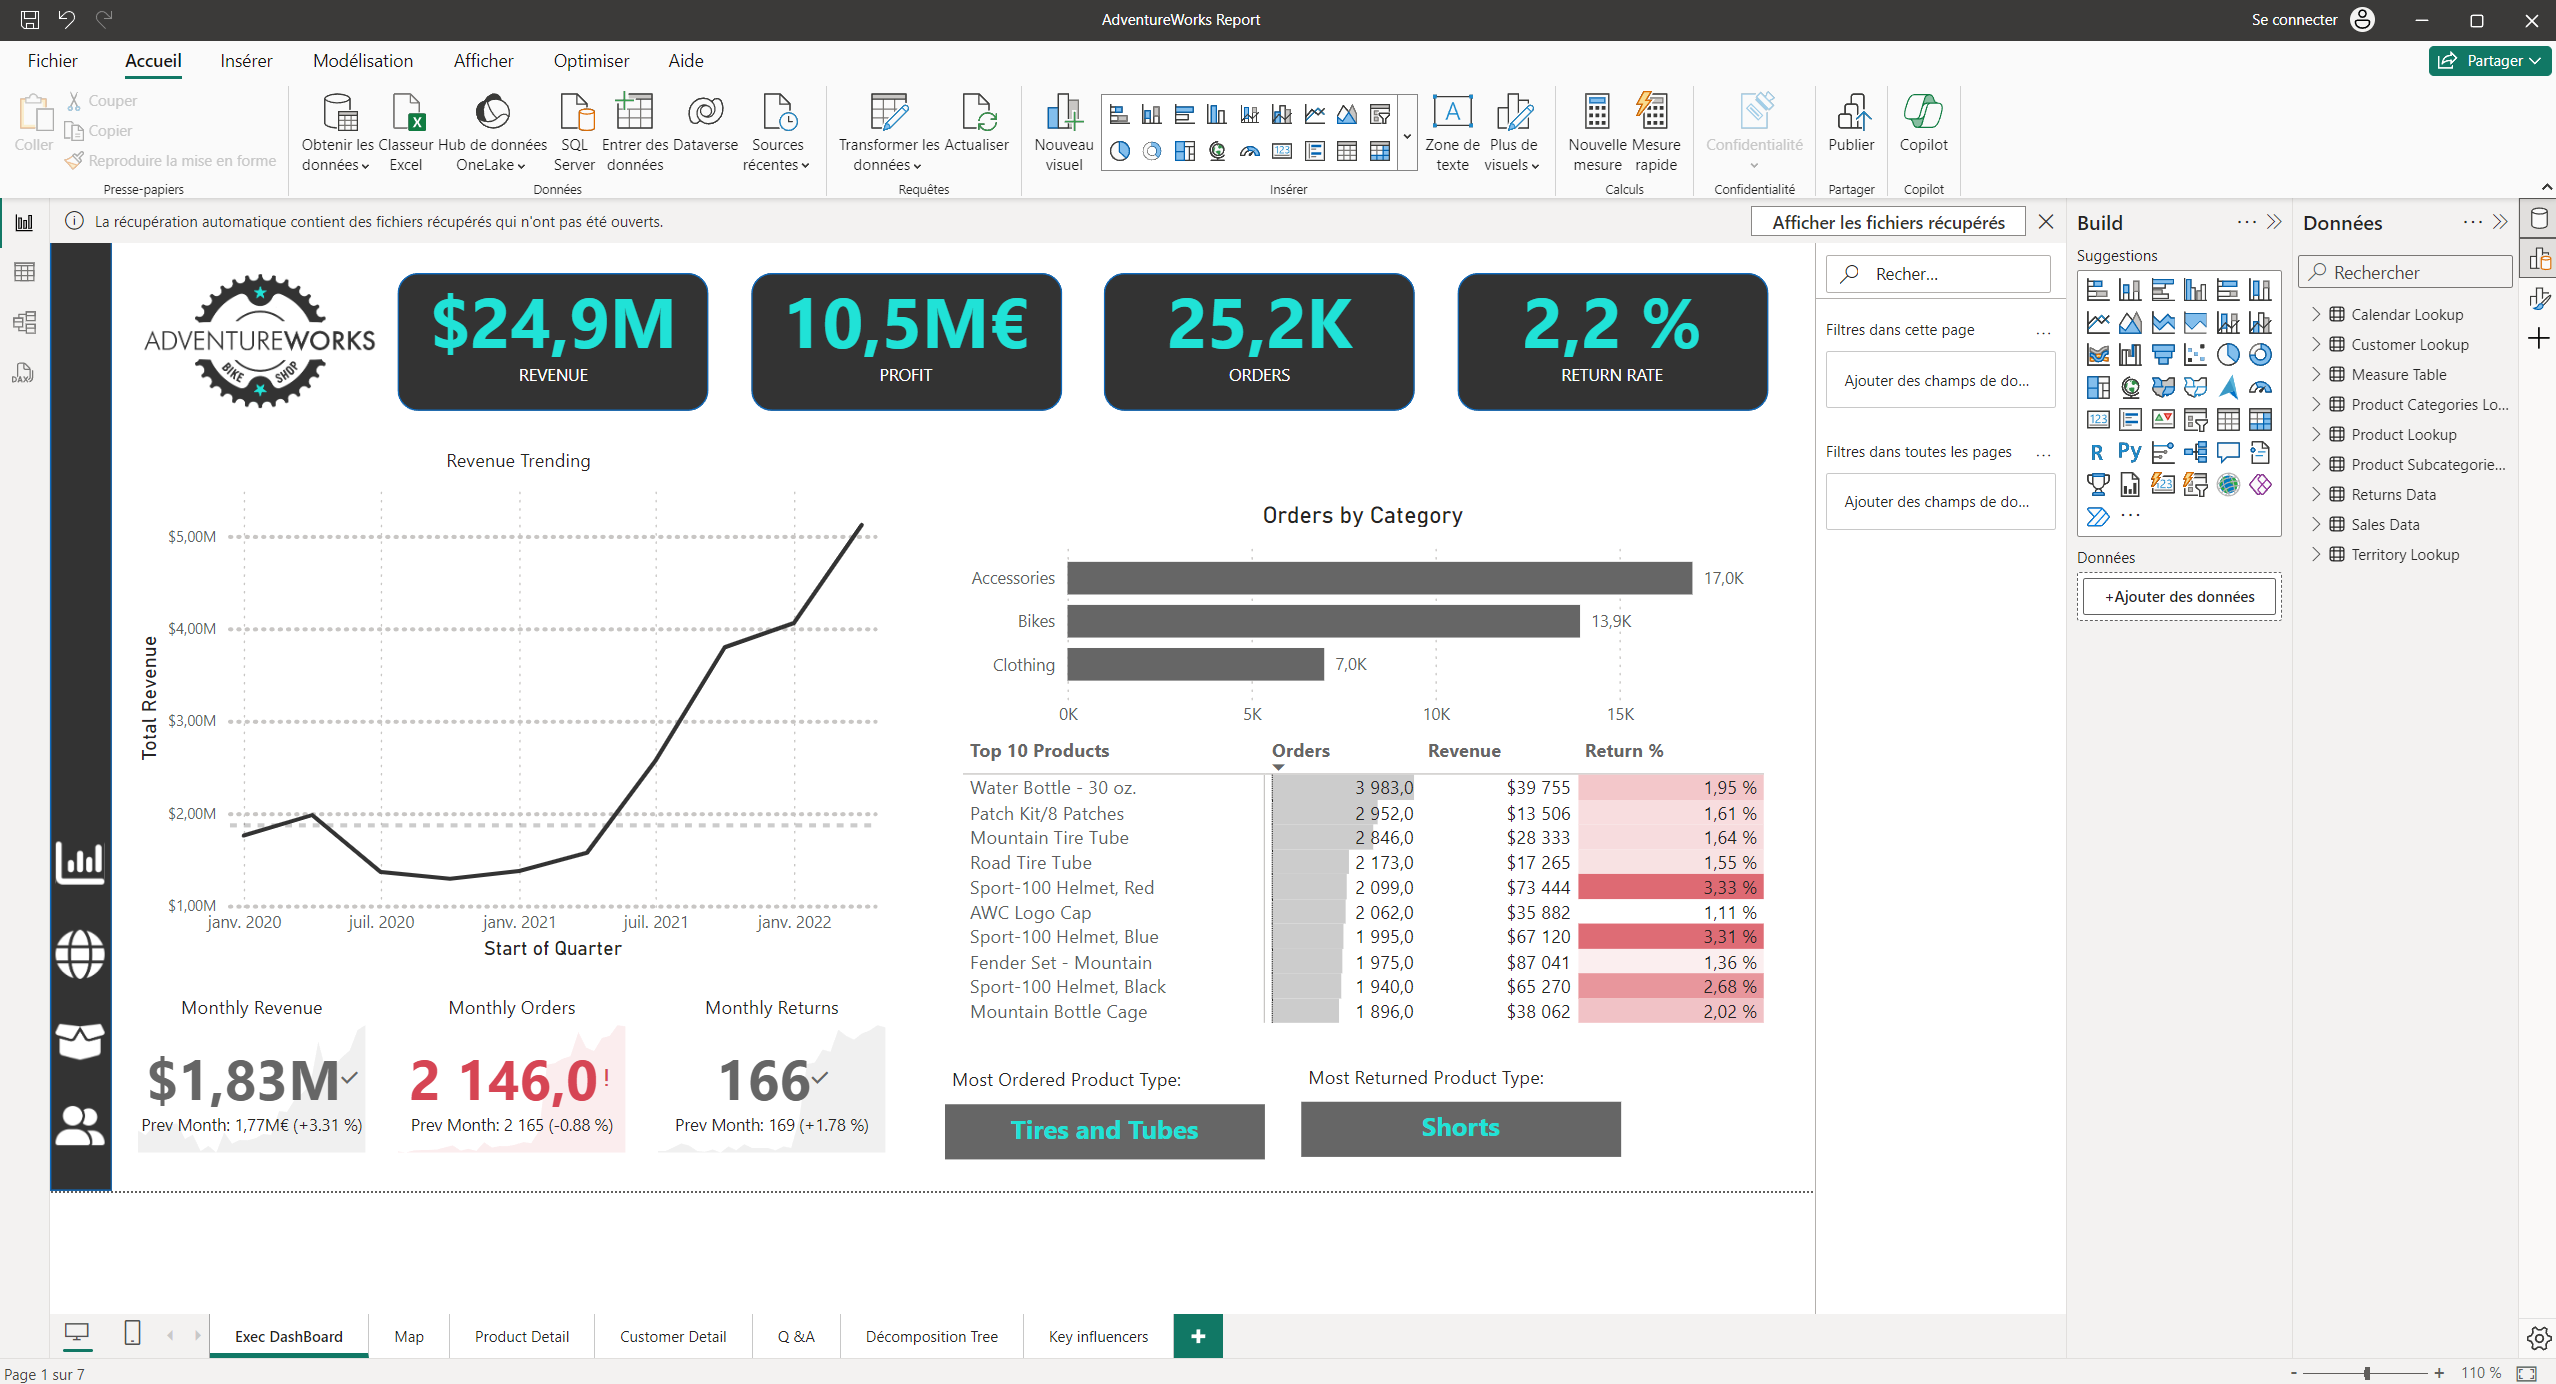 AdventureWorks Report
Se connecter
Fichier
Accueil
Insérer
Modélisation
Afficher
Optimiser
Aide
Partager
Coller
Couper
Copier
Reproduire la mise en forme
Presse-papiers
Obtenir les données
Classeur Excel
Hub de données OneLake
SQL Server
Entrer des données
Dataverse
Sources récentes
Données
Transformer les données
Actualiser
Requêtes
Nouveau visuel
Insérer
Zone de texte
Plus de visuels
Nouvelle mesure
Mesure rapide
Calculs
Confidentialité
Confidentialité
Publier
Partager
Copilot
Copilot
La récupération automatique contient des fichiers récupérés qui n'ont pas été ouverts.
Afficher les fichiers récupérés
ADVENTUREWORKS
BIKE SHOP
$24,9M
REVENUE
10,5M€
PROFIT
25,2K
ORDERS
2,2 %
RETURN RATE
Revenue Trending
$5,00M
$4,00M
$3,00M
$2,00M
$1,00M
Total Revenue
janv. 2020
juil. 2020
janv. 2021
juil. 2021
janv. 2022
Start of Quarter
Orders by Category
Accessories 17,0K
Bikes 13,9K
Clothing 7,0K
0K 5K 10K 15K
Top 10 Products Orders Revenue Return %
Water Bottle - 30 oz. 3 983,0 $39 755 1,95 %
Patch Kit/8 Patches 2 952,0 $13 506 1,61 %
Mountain Tire Tube 2 846,0 $28 333 1,64 %
Road Tire Tube 2 173,0 $17 265 1,55 %
Sport-100 Helmet, Red 2 099,0 $73 444 3,33 %
AWC Logo Cap 2 062,0 $35 882 1,11 %
Sport-100 Helmet, Blue 1 995,0 $67 120 3,31 %
Fender Set - Mountain 1 975,0 $87 041 1,36 %
Sport-100 Helmet, Black 1 940,0 $65 270 2,68 %
Mountain Bottle Cage 1 896,0 $38 062 2,02 %
Monthly Revenue
$1,83M
Prev Month: 1,77M€ (+3.31 %)
Monthly Orders
2 146,0 !
Prev Month: 2 165 (-0.88 %)
Monthly Returns
166
Prev Month: 169 (+1.78 %)
Most Ordered Product Type:
Tires and Tubes
Most Returned Product Type:
Shorts
Recher...
Filtres dans cette page ...
Ajouter des champs de do...
Filtres dans toutes les pages ...
Ajouter des champs de do...
Build
Suggestions
123
R Py
123
Données
+Ajouter des données
Données
Rechercher
Calendar Lookup
Customer Lookup
Measure Table
Product Categories Lo...
Product Lookup
Product Subcategorie...
Returns Data
Sales Data
Territory Lookup
DAX
Exec DashBoard
Map
Product Detail
Customer Detail
Q &A
Décomposition Tree
Key influencers
+
Page 1 sur 7
- + 110 %